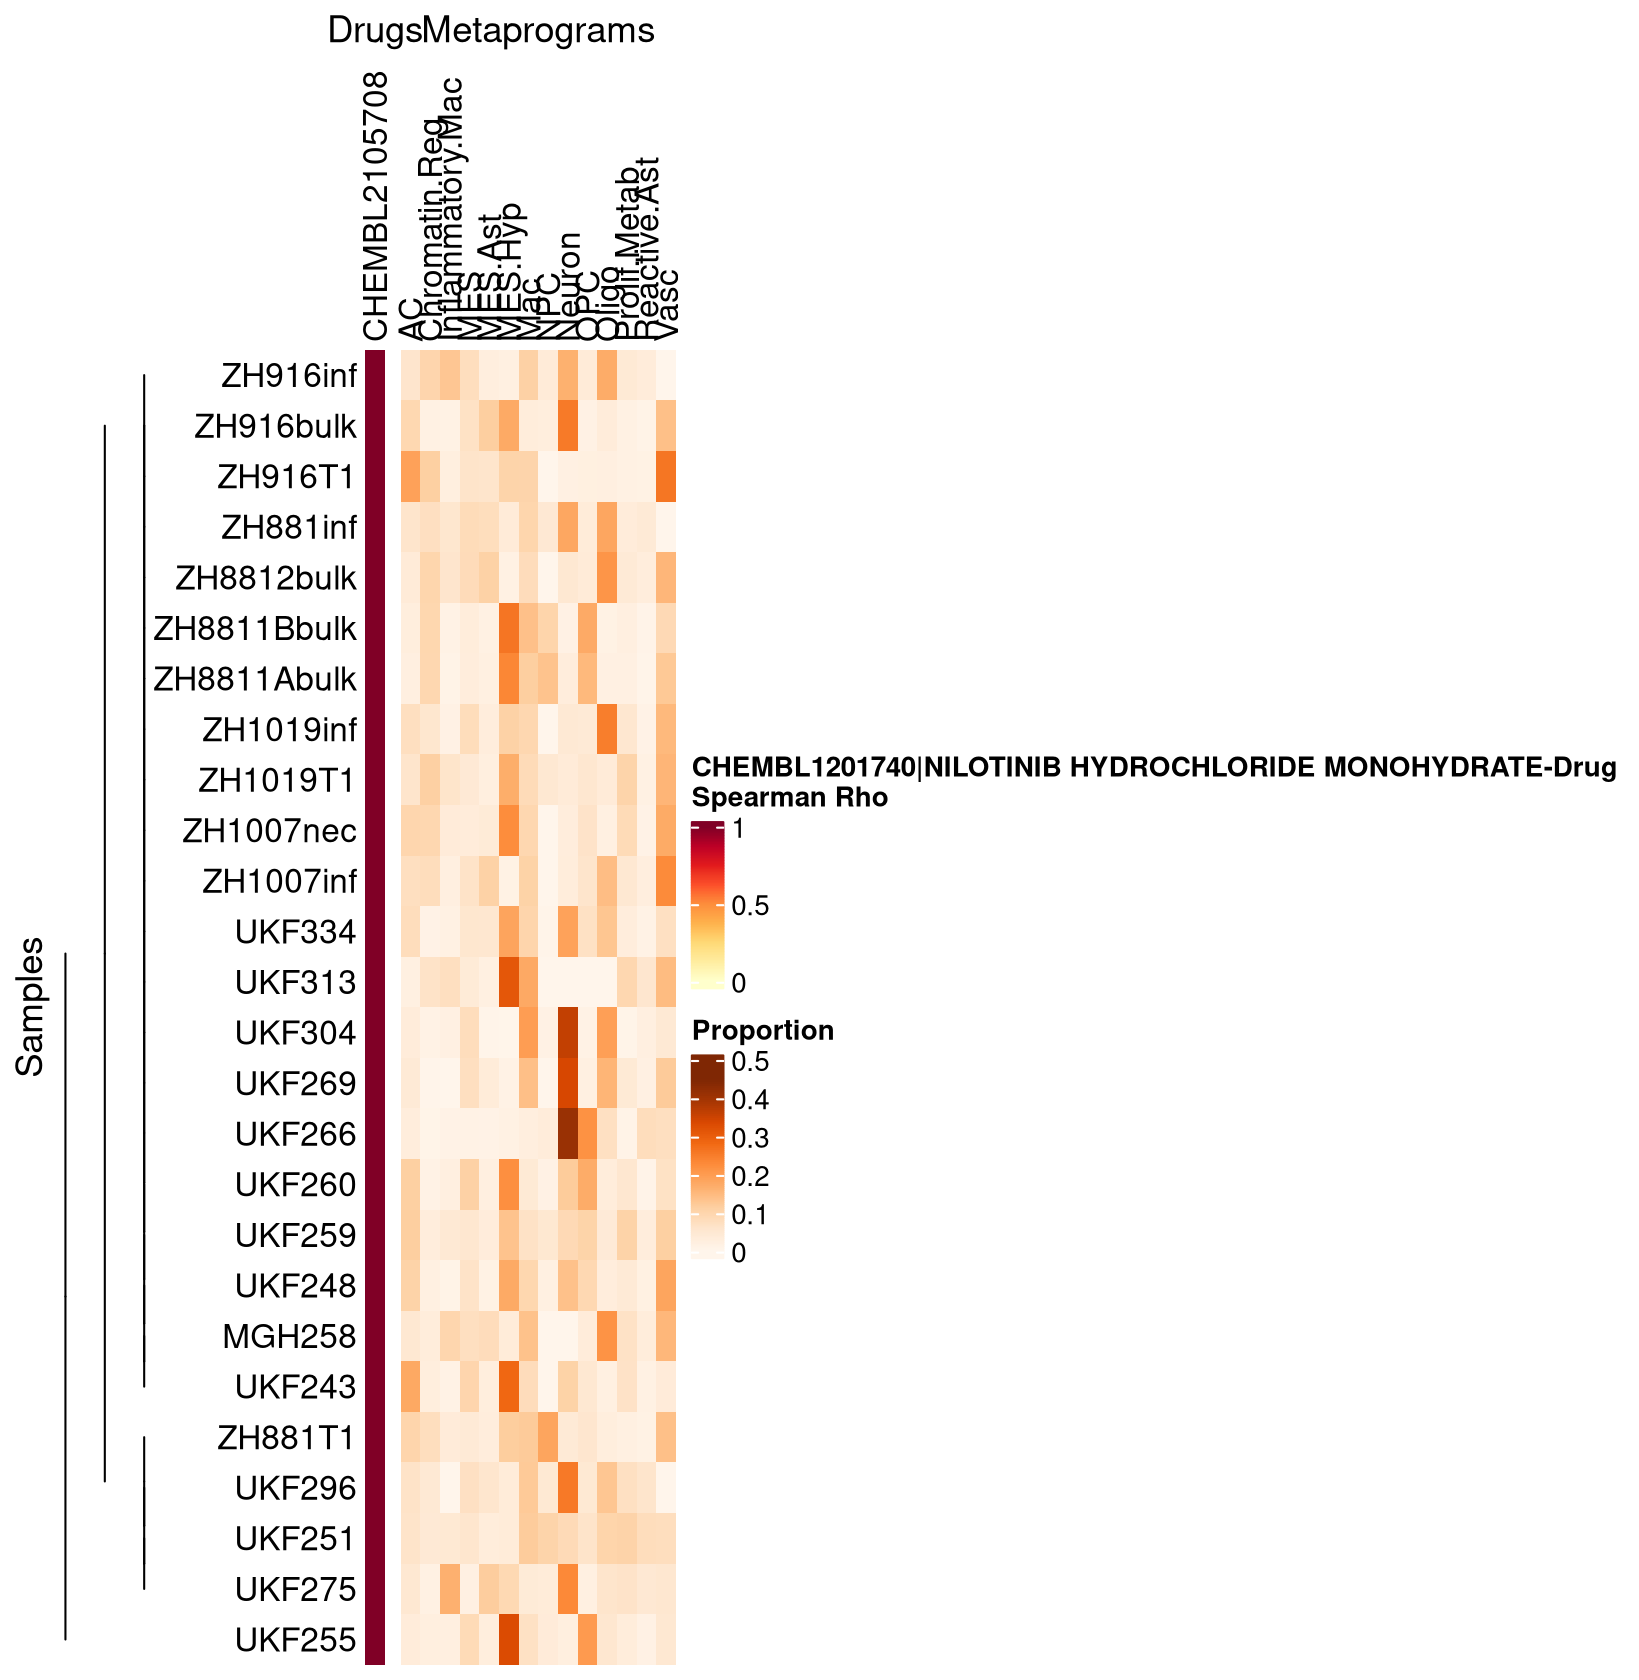 Drugs Metaprograms
CHEMBL2105708
AC
Chromatin.Reg
Inflammatory.Mac
MES
MES.Ast
MES.Hyp
Mac
NPC
Neuron
OPC
Oligo
Prolif.Metab
Reactive.Ast
Vasc
Samples
ZH916inf
ZH916bulk
ZH916T1
ZH881inf
ZH8812bulk
ZH8811Bbulk
ZH8811Abulk
ZH1019inf
ZH1019T1
ZH1007nec
ZH1007inf
UKF334
UKF313
UKF304
UKF269
UKF266
UKF260
UKF259
UKF248
MGH258
UKF243
ZH881T1
UKF296
UKF251
UKF275
UKF255
CHEMBL1201740|NILOTINIB HYDROCHLORIDE MONOHYDRATE-Drug
Spearman Rho
1
0.5
0
Proportion
0.5
0.4
0.3
0.2
0.1
0